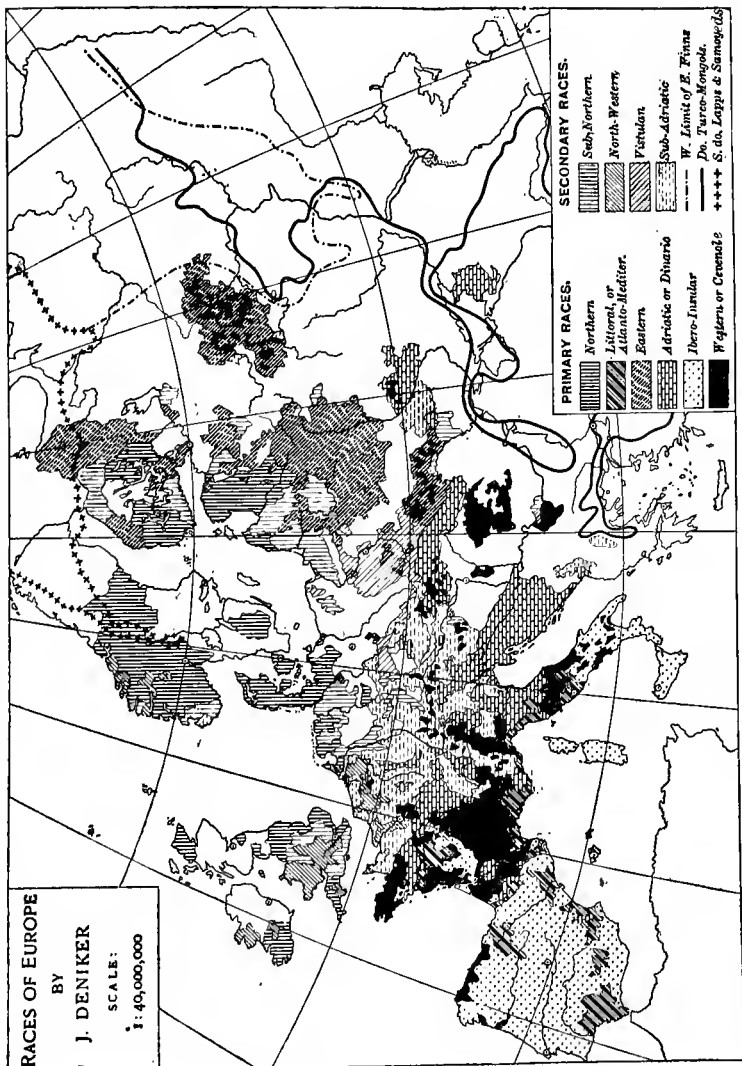 RACES OF EUROPE
BY
J. DENIKER
SCALE:
1:40,000,000
PRIMARY RACES.
Northern
Littoral, or
Atlanto-Mediter.
Eastern
Adriatic or Dinaric
Ibero-Insular
Western or Cevenole
SECONDARY RACES.
Sub-Northern
North-Western
Vistulan
Sub-Adriatic
W. Limit of E. Finns
Do. Turco-Mongols.
S. do. Lapps & Samoyeds